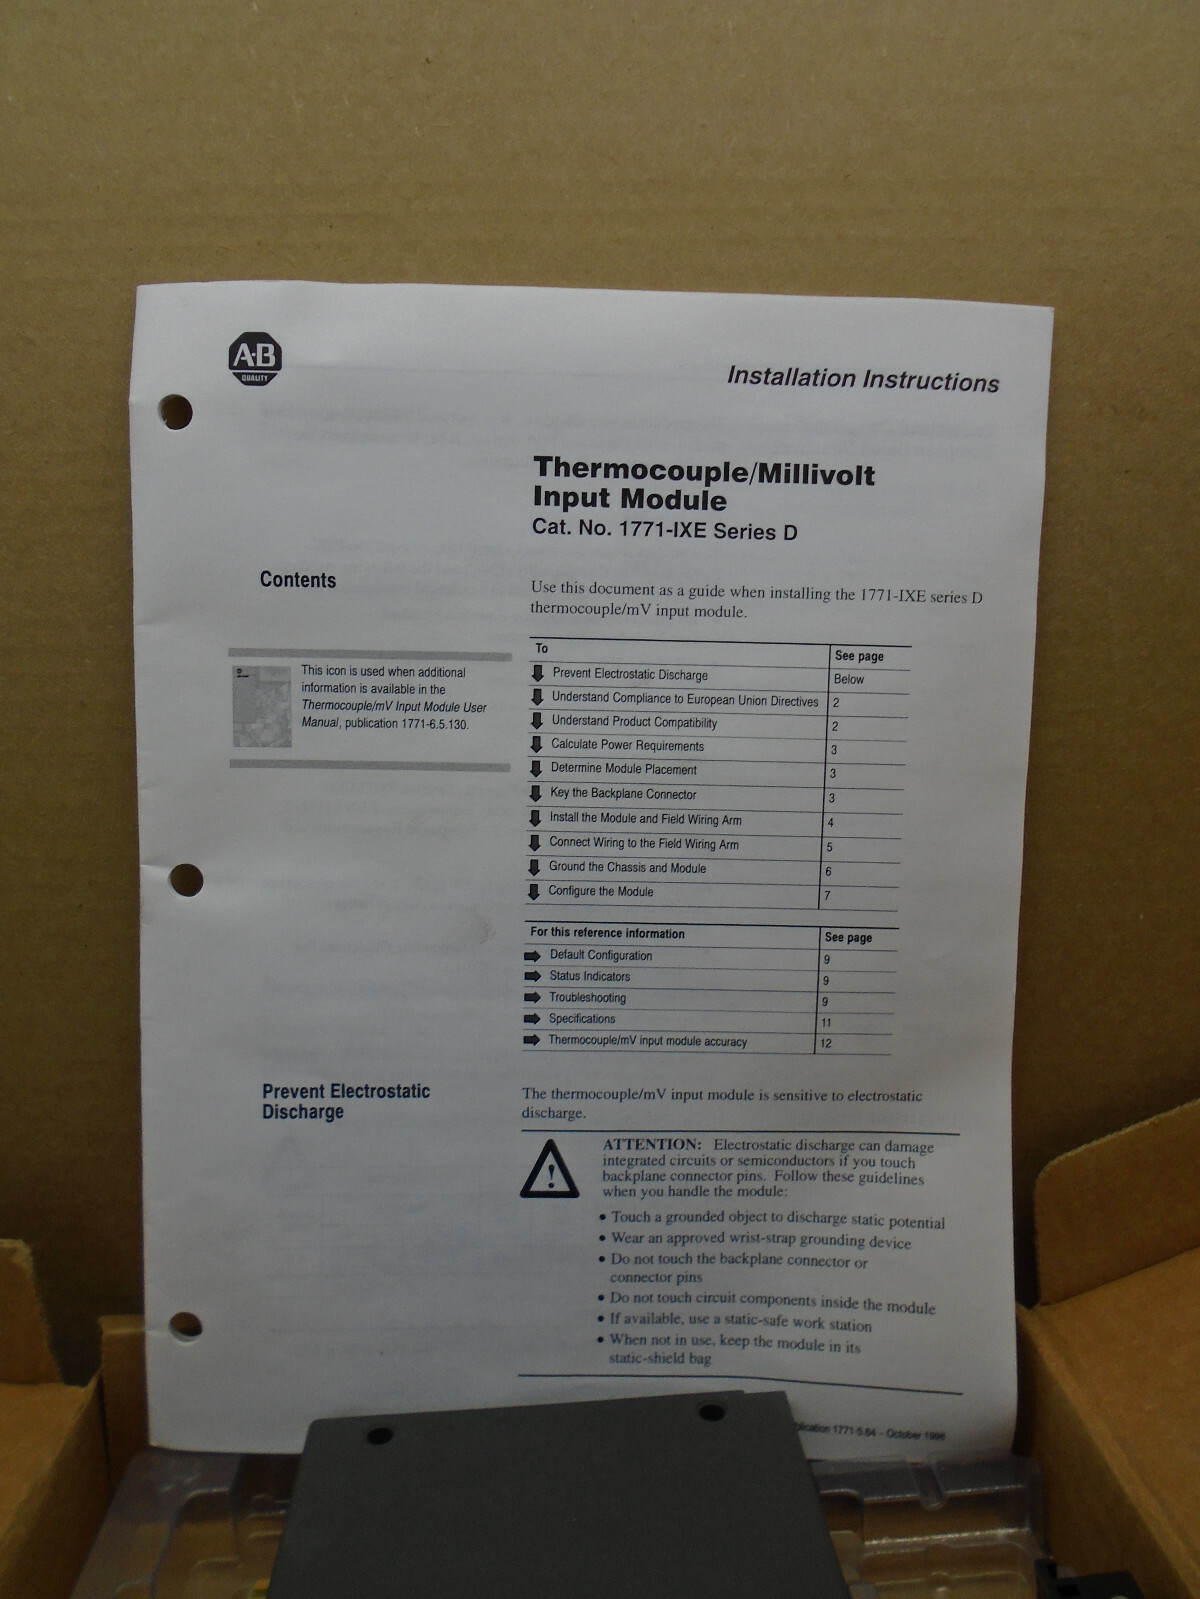 A-B
QUALITY
Installation Instructions
Thermocouple/Millivolt
Input Module
Cat. No. 1771-IXE Series D
Contents
Use this document as a guide when installing the 1771-IXE series D
thermocouple/mV input module.
This icon is used when additional
information is available in the
Thermocouple/mV Input Module User
Manual, publication 1771-6.5.130.
To See page
Prevent Electrostatic Discharge Below
Understand Compliance to European Union Directives 2
Understand Product Compatibility 2
Calculate Power Requirements 3
Determine Module Placement 3
Key the Backplane Connector 3
Install the Module and Field Wiring Arm 4
Connect Wiring to the Field Wiring Arm 5
Ground the Chassis and Module 6
Configure the Module 7
For this reference information See page
Default Configuration 9
Status Indicators 9
Troubleshooting 9
Specifications 11
Thermocouple/mV input module accuracy 12
Prevent Electrostatic
Discharge
The thermocouple/mV input module is sensitive to electrostatic
discharge.
!
ATTENTION: Electrostatic discharge can damage
integrated circuits or semiconductors if you touch
backplane connector pins. Follow these guidelines
when you handle the module:
• Touch a grounded object to discharge static potential
• Wear an approved wrist-strap grounding device
• Do not touch the backplane connector or
connector pins
• Do not touch circuit components inside the module
• If available, use a static-safe work station
• When not in use, keep the module in its
static-shield bag
1771-5.64 – October 1996